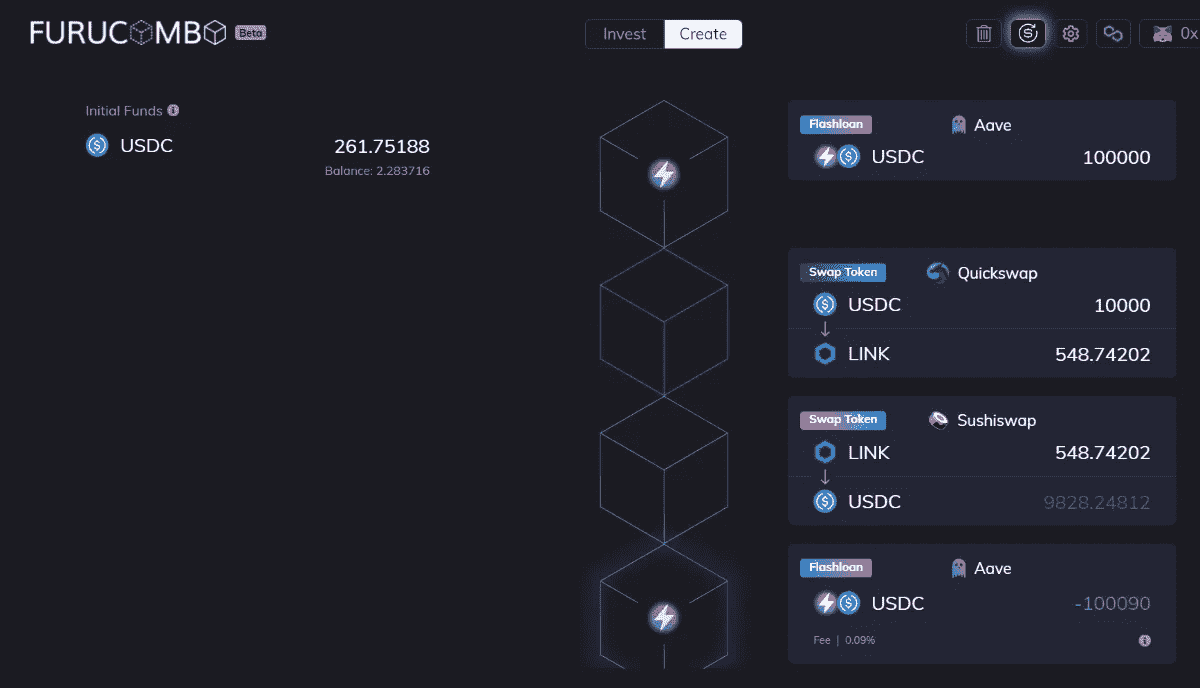 FURUCOMBO Beta
Invest Create
0x
Initial Funds
USDC 261.75188
Balance: 2.283716
Flashloan Aave
USDC 100000
Swap Token Quickswap
USDC 10000
LINK 548.74202
Swap Token Sushiswap
LINK 548.74202
USDC 9828.24812
Flashloan Aave
USDC -100090
Fee | 0.09%